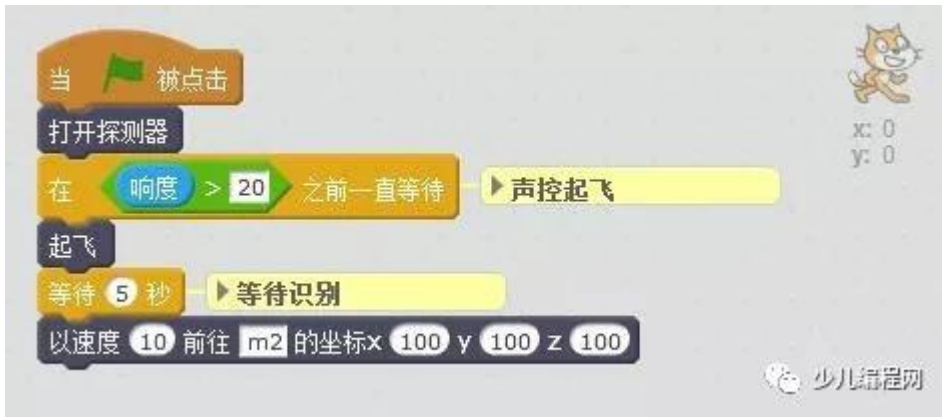 当 被点击
打开探测器
x: 0
y: 0
在 响度 > 20 之前一直等待 声控起飞
起飞
等待 5 秒 等待识别
以速度 10 前往 m2 的坐标x 100 y 100 z 100
少儿编程网